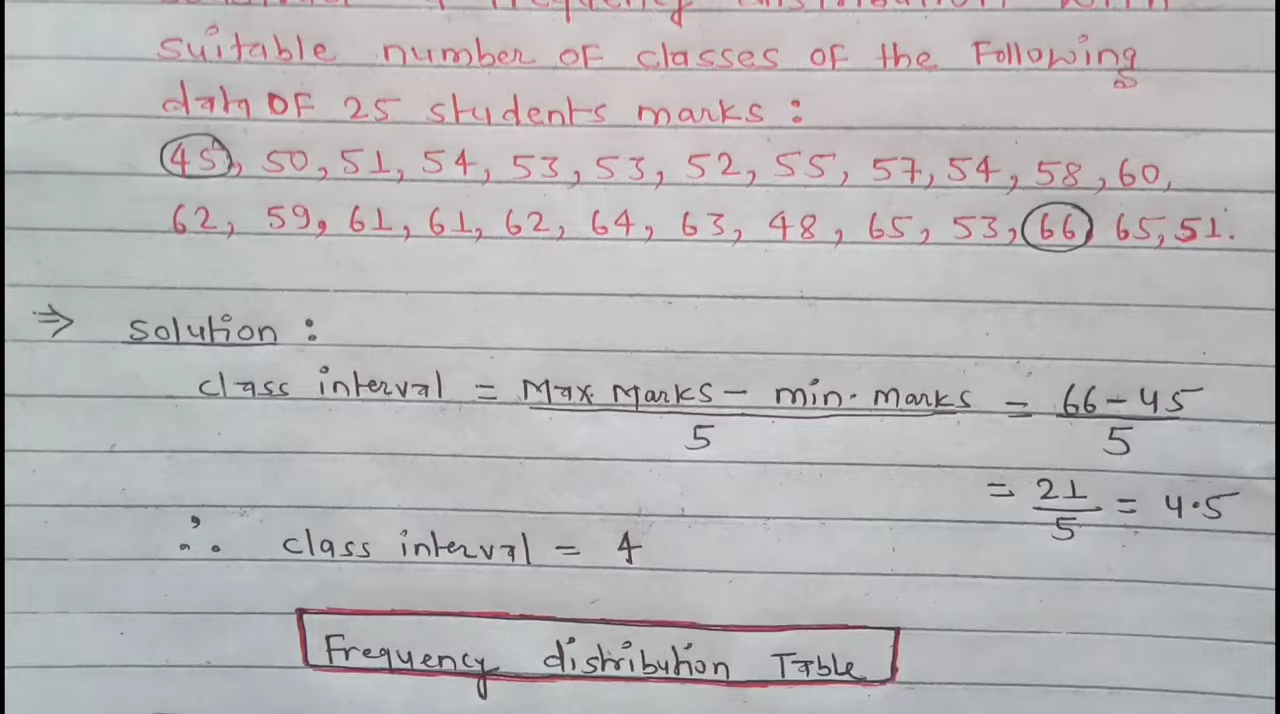 frequency distribution with
suitable number of classes of the Following
data OF 25 students marks :
45, 50, 51, 54, 53, 53, 52, 55, 57, 54, 58, 60,
62, 59, 61, 61, 62, 64, 63, 48, 65, 53, 66 65, 51.
⇒ solution :
class interval = Max. Marks - min. Marks / 5 = 66-45 / 5
= 21/5 = 4.5
∴ class interval = 4
Frequency distribution Table